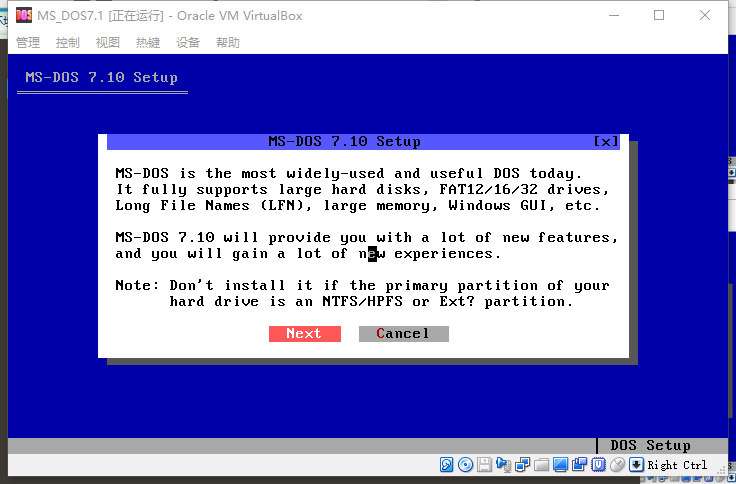 MS_DOS7.1 [正在运行] - Oracle VM VirtualBox
管理 控制 视图 热键 设备 帮助
MS-DOS 7.10 Setup
MS-DOS 7.10 Setup [x]
MS-DOS is the most widely-used and useful DOS today.
It fully supports large hard disks, FAT12/16/32 drives,
Long File Names (LFN), large memory, Windows GUI, etc.
MS-DOS 7.10 will provide you with a lot of new features,
and you will gain a lot of new experiences.
Note: Don't install it if the primary partition of your
hard drive is an NTFS/HPFS or Ext? partition.
Next Cancel
DOS Setup
Right Ctrl